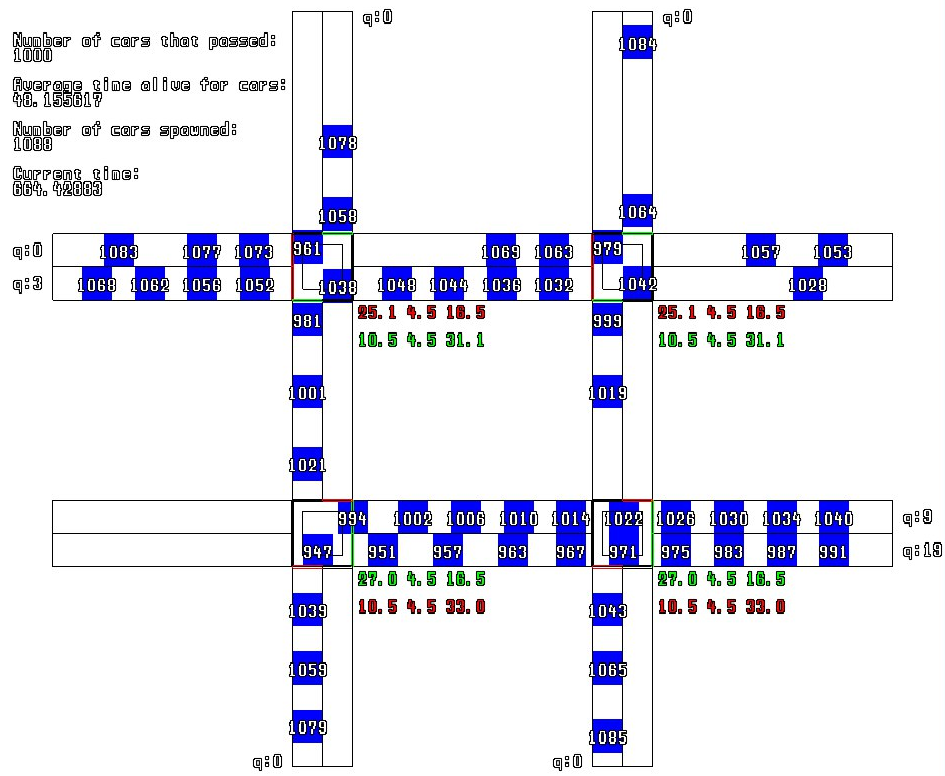 q:0
q:0
Number of cars that passed:
1000
1084
Average time alive for cars:
48.155617
Number of cars spawned:
1088
1078
Current time:
664.42883
1058
1064
q:0
1083
1077
1073
961
1069
1063
979
1057
1053
q:3
1068
1062
1056
1052
1038
1048
1044
1036
1032
1042
1028
981
25.1 4.5 16.5
999
25.1 4.5 16.5
10.5 4.5 31.1
10.5 4.5 31.1
1001
1019
1021
994
1002
1006
1010
1014
1022
1026
1030
1034
1040
q:9
947
951
957
963
967
971
975
983
987
991
q:19
27.0 4.5 16.5
27.0 4.5 16.5
1039
10.5 4.5 33.0
1043
10.5 4.5 33.0
1059
1065
1079
1085
q:0
q:0